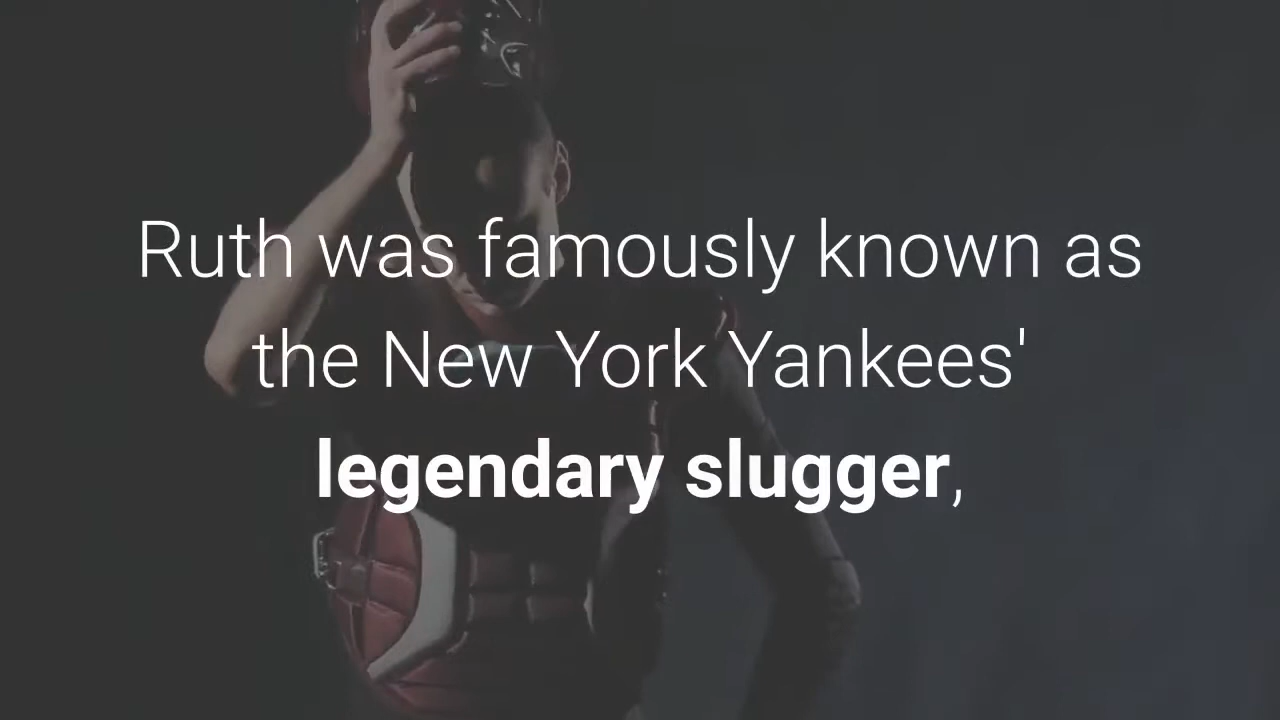 Ruth was famously known as
the New York Yankees'
legendary slugger,